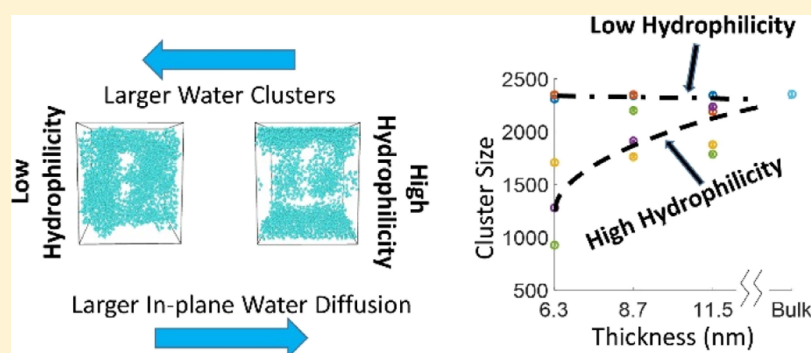 Larger Water Clusters
Low
Hydrophilicity
High
Hydrophilicity
Larger In-plane Water Diffusion
Low Hydrophilicity
High Hydrophilicity
Cluster Size
2500
2000
1500
1000
500
6.3
8.7
11.5
Bulk
Thickness (nm)